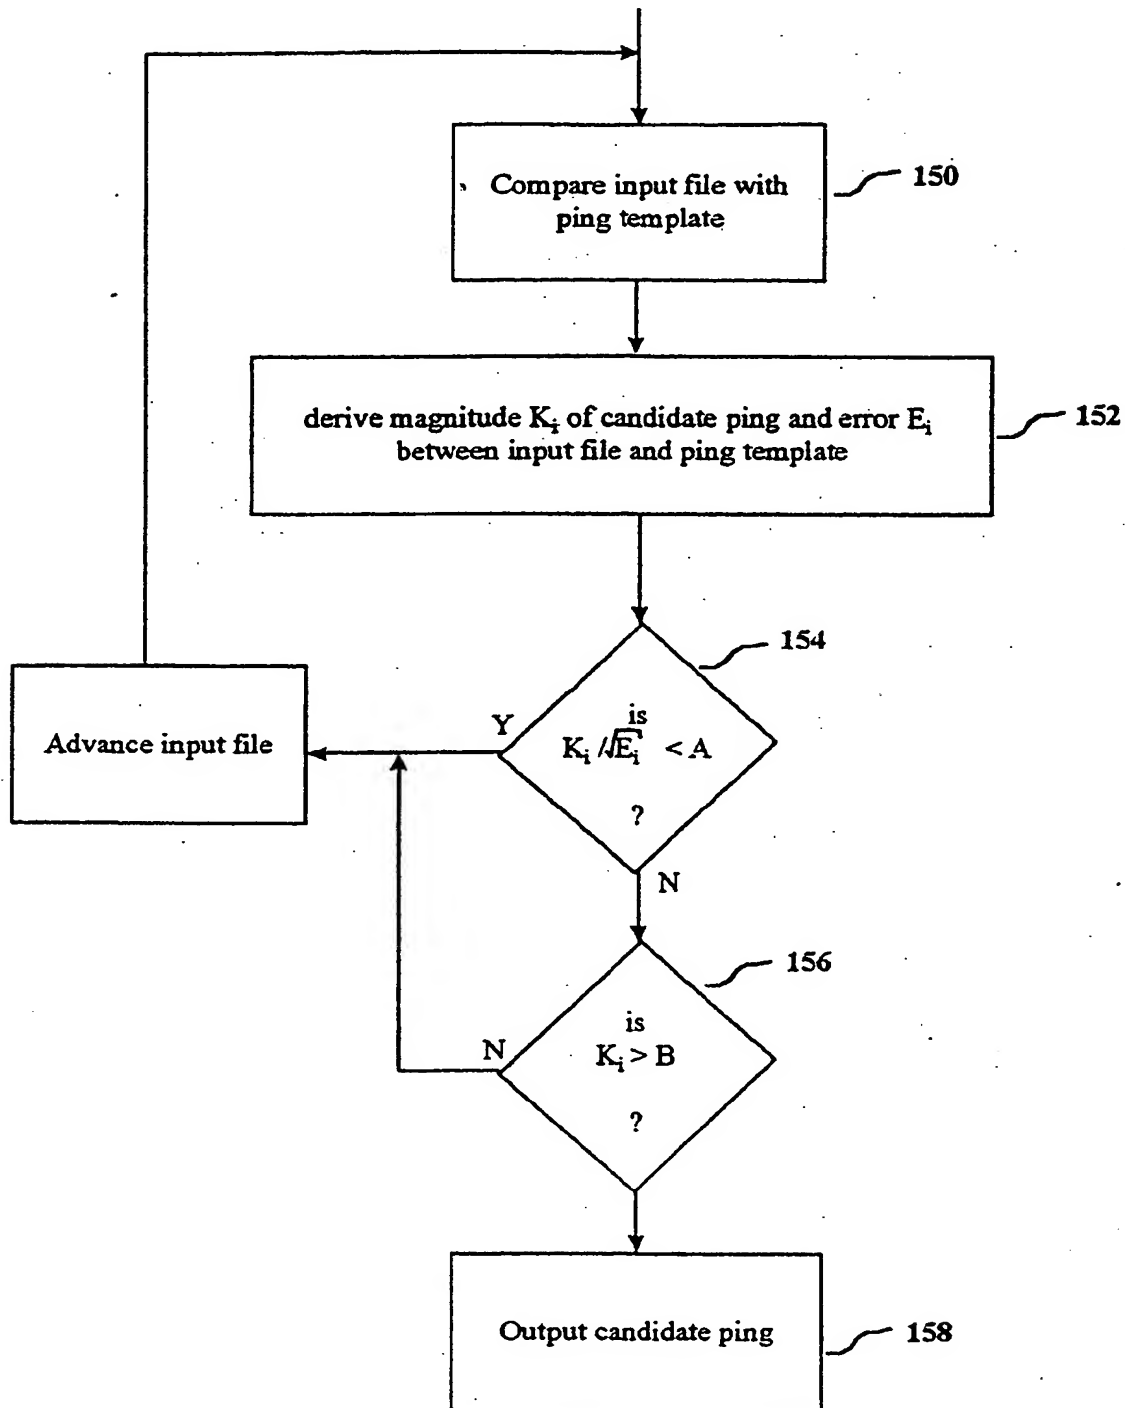 Compare input file with
ping template
150
derive magnitude Kᵢ of candidate ping and error Eᵢ
between input file and ping template
152
154
is
Y
Advance input file
Kᵢ /√Eᵢ < A
?
N
156
is
N
Kᵢ > B
?
Output candidate ping
158